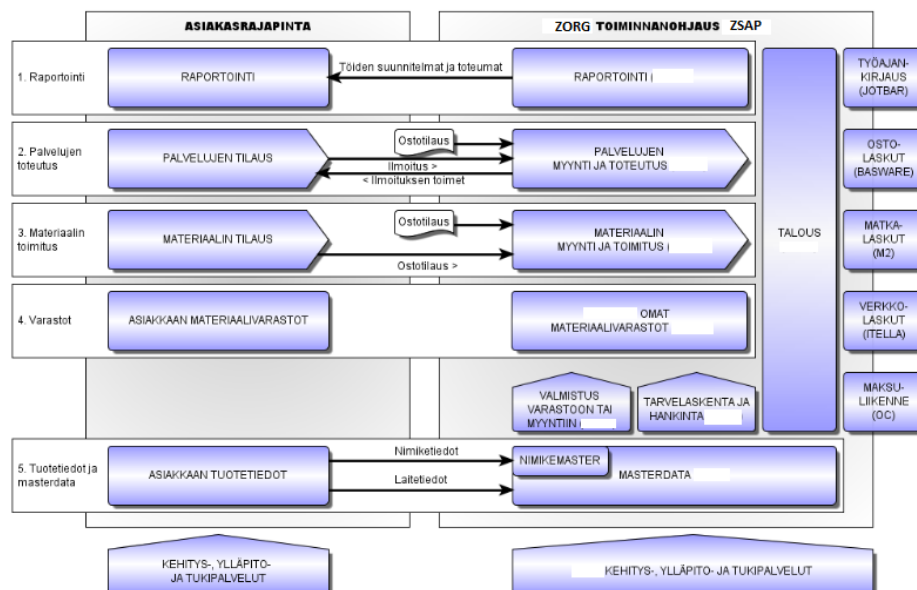 ASIAKASRAJAPINTA
ZORG TOIMINNANOHJAUS ZSAP
1. Raportointi
RAPORTOINTI
Töiden suunnitelmat ja toteumat
RAPORTOINTI (
TYÖAJAN-
KIRJAUS
(JOTBAR)
2. Palvelujen
toteutus
PALVELUJEN TILAUS
Ostotilaus
Ilmoitus >
< Ilmoituksen toimet
PALVELUJEN
MYYNTI JA TOTEUTUS
OSTO-
LASKUT
(BASWARE)
3. Materiaalin
toimitus
MATERIAALIN TILAUS
Ostotilaus
Ostotilaus >
MATERIAALIN
MYYNTI JA TOIMITUS (
TALOUS
MATKA-
LASKUT
(M2)
4. Varastot
ASIAKKAAN MATERIAALIVARASTOT
OMAT
MATERIAALIVARASTOT
VERKKO-
LASKUT
(ITELLA)
VALMISTUS
VARASTOON TAI
MYYNTIIN (
TARVELASKENTA JA
HANKINTA
MAKSU-
LIIKENNE
(OC)
5. Tuotetiedot ja
masterdata
ASIAKKAAN TUOTETIEDOT
Nimiketiedot
Laitetiedot
NIMIKEMASTER
MASTERDATA
KEHITYS-, YLLÄPITO-
JA TUKIPALVELUT
KEHITYS-, YLLÄPITO- JA TUKIPALVELUT